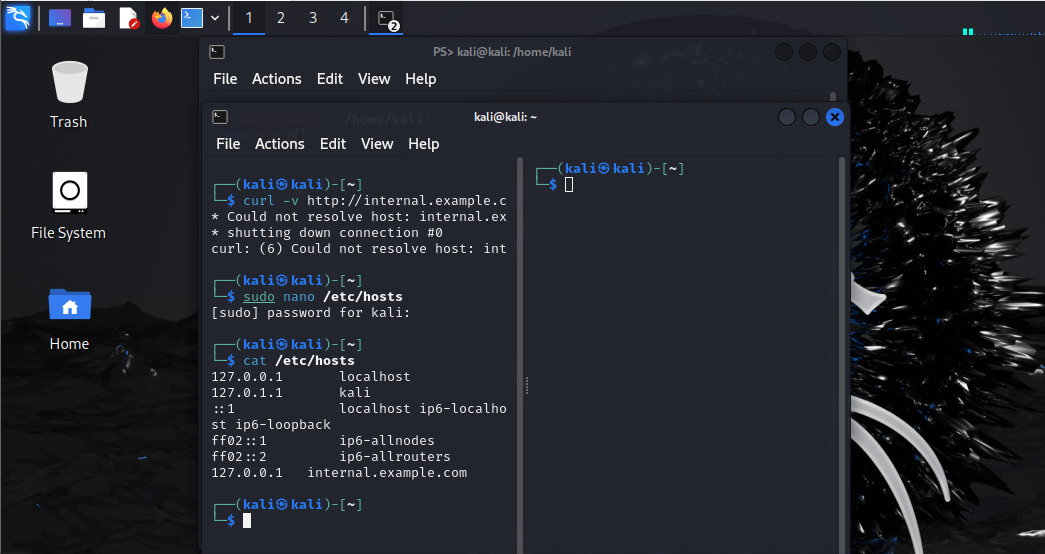 1 2 3 4 2
Trash
File System
Home
PS> kali@kali: /home/kali
File Actions Edit View Help
/home/kali
kali@kali: ~
File Actions Edit View Help
┌──(kali㉿kali)-[~]
└─$ curl -v http://internal.example.c
* Could not resolve host: internal.ex
* shutting down connection #0
curl: (6) Could not resolve host: int
┌──(kali㉿kali)-[~]
└─$ sudo nano /etc/hosts
[sudo] password for kali:
┌──(kali㉿kali)-[~]
└─$ cat /etc/hosts
127.0.0.1 localhost
127.0.1.1 kali
::1 localhost ip6-localho
st ip6-loopback
ff02::1 ip6-allnodes
ff02::2 ip6-allrouters
127.0.0.1 internal.example.com
┌──(kali㉿kali)-[~]
└─$
┌──(kali㉿kali)-[~]
└─$